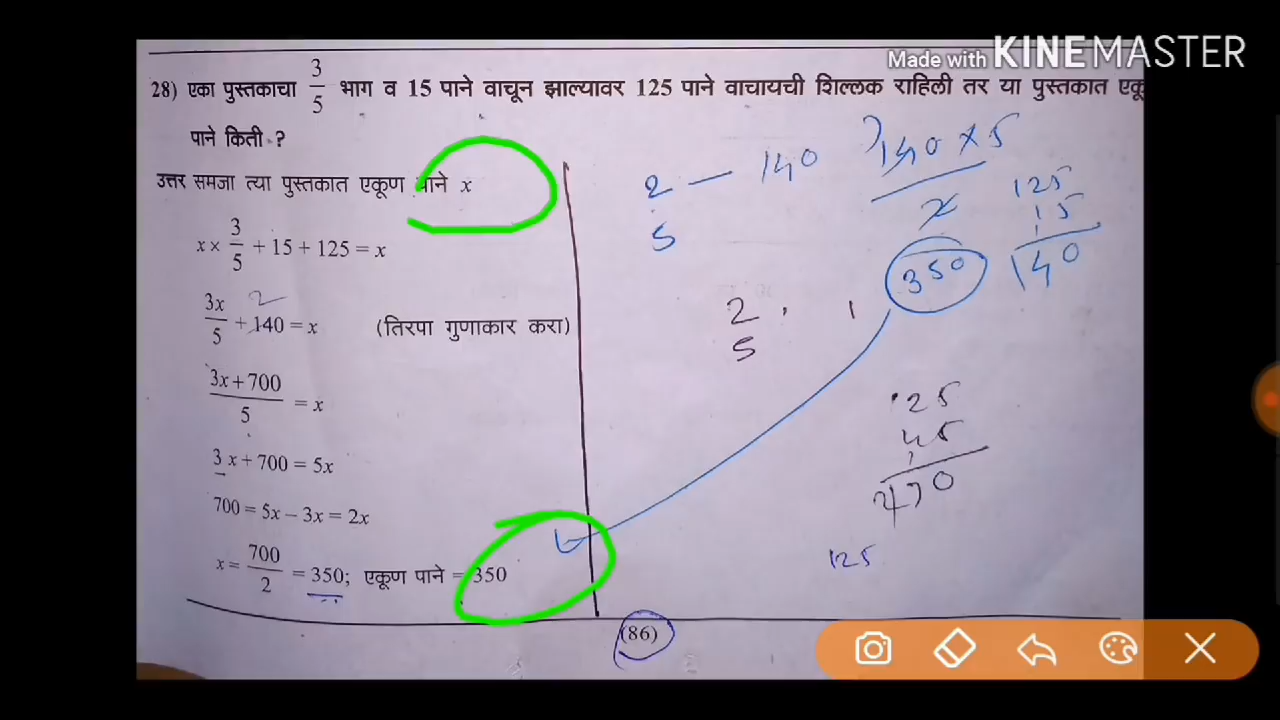 Made with KINEMASTER
28) एका पुस्तकाचा 3/5 भाग व 15 पाने वाचून झाल्यावर 125 पाने वाचायची शिल्लक राहिली तर या पुस्तकात एकू
पाने किती ?
उत्तर समजा त्या पुस्तकात एकूण पाने x
x × 3/5 + 15 + 125 = x
3x/5 + 140 = x (तिरपा गुणाकार करा)
3x + 700 / 5 = x
3x + 700 = 5x
700 = 5x − 3x = 2x
x = 700/2 = 350; एकूण पाने = 350
(86)
2/5 — 140
140 × 5 / 2
350
125
15
140
2
2/5
25
45
125